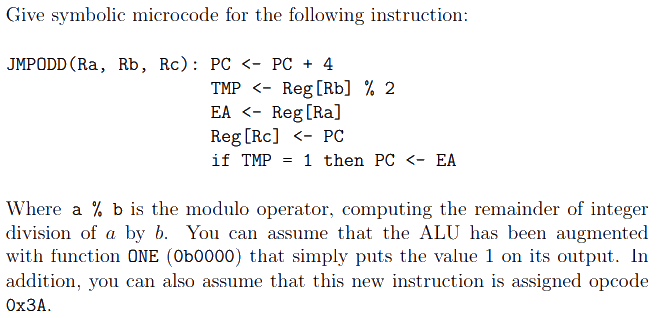 Give symbolic microcode for the following instruction:
JMPODD(Ra, Rb, Rc): PC <- PC + 4
TMP <- Reg[Rb] % 2
EA <- Reg[Ra]
Reg[Rc] <- PC
if TMP = 1 then PC <- EA
Where a % b is the modulo operator, computing the remainder of integer
division of a by b. You can assume that the ALU has been augmented
with function ONE (0b0000) that simply puts the value 1 on its output. In
addition, you can also assume that this new instruction is assigned opcode
0x3A.